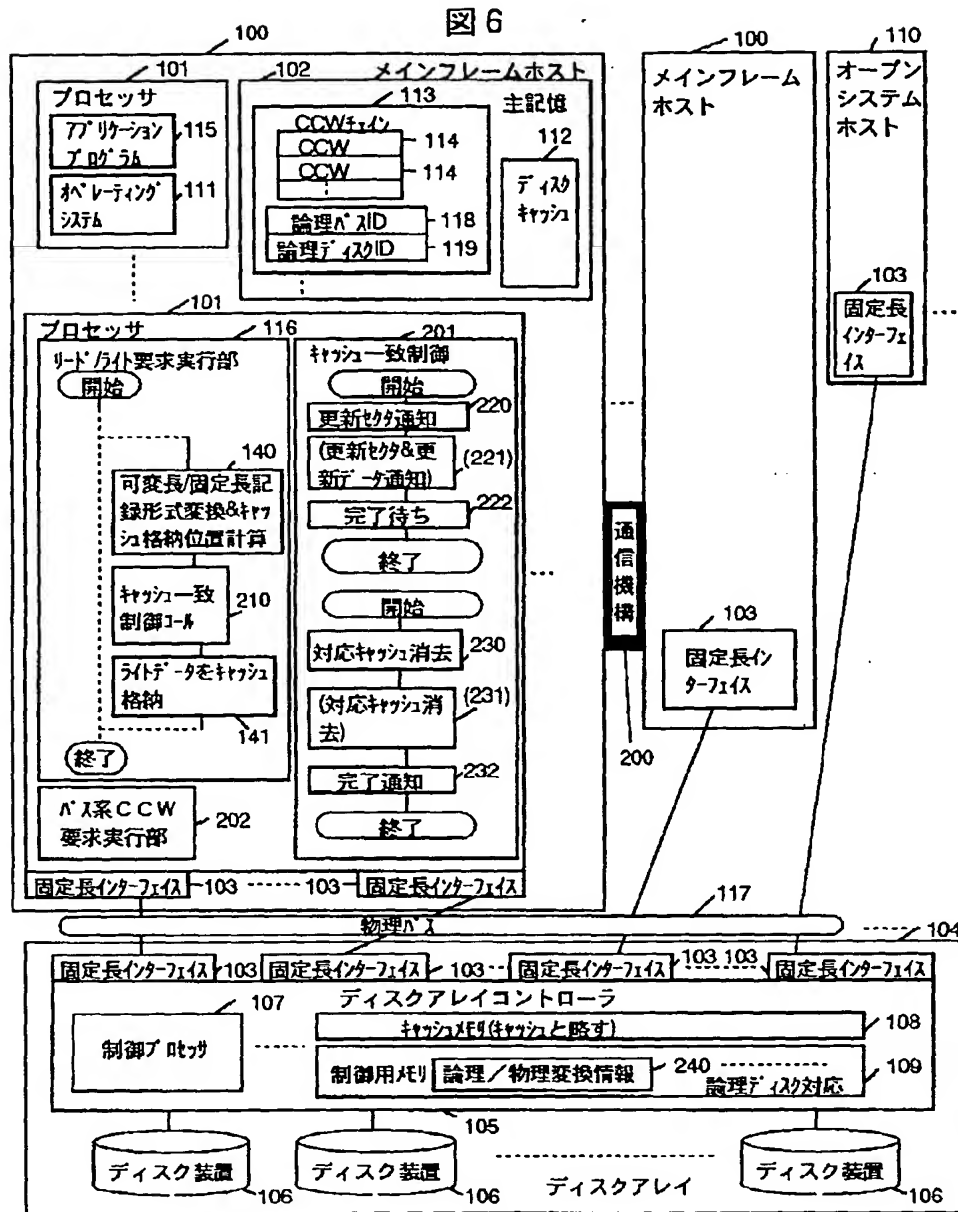 図6
100
100
110
101
102
メインフレームホスト
メインフレーム
ホスト
オープン
システム
ホスト
プロセッサ
113
主記憶
アプリケーション
プログラム
115
CCWチェイン
CCW
114
CCW
114
112
ディスク
キャッシュ
オペレーティング
システム
111
論理パスID
118
論理ディスクID
119
101
103
固定長
インターフェ
イス
プロセッサ
116
201
リード/ライト要求実行部
キャッシュ一致制御
開始
開始
更新セクタ通知
220
140
(更新セクタ&更
新データ通知)
(221)
可変長/固定長記
録形式変換&キャッ
シュ格納位置計算
完了待ち
222
通信機構
終了
キャッシュ一致
制御コール
210
開始
103
対応キャッシュ消去
230
固定長イン
ターフェイス
ライトデータをキャッシュ
格納
(対応キャッシュ消
去)
(231)
141
200
終了
完了通知
232
パス系CCW
要求実行部
202
終了
固定長インターフェイス
103
103
固定長インターフェイス
117
物理パス
104
固定長インターフェイス
103
固定長インターフェイス
103
固定長インターフェイス
103
103
固定長インターフェイス
107
ディスクアレイコントローラ
制御プロセッサ
キャッシュメモリ(キャッシュと略す)
108
制御用メモリ
論理/物理変換情報
240
論理ディスク対応
109
105
ディスク装置
ディスク装置
ディスク装置
106
106
ディスクアレイ
106